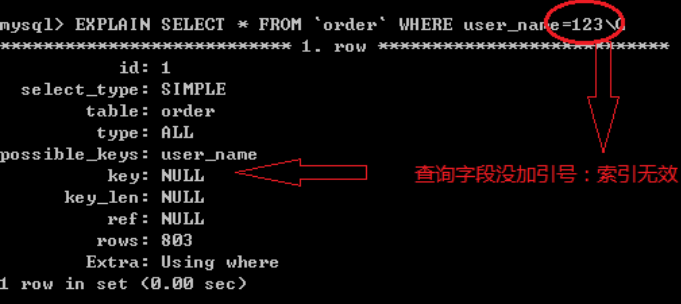 mysql> EXPLAIN SELECT * FROM `order` WHERE user_name=123\G
*************************** 1. row ***************************
id: 1
select_type: SIMPLE
table: order
type: ALL
possible_keys: user_name
key: NULL
查询字段没加引号：索引无效
key_len: NULL
ref: NULL
rows: 803
Extra: Using where
1 row in set (0.00 sec)